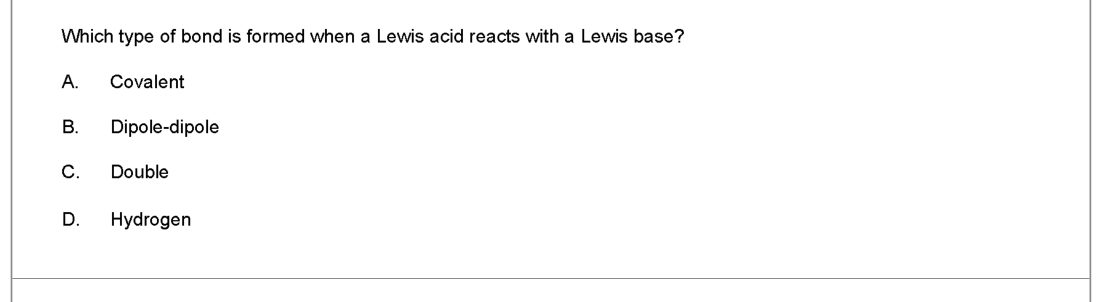 Which type of bond is formed when a Lewis acid reacts with a Lewis base?
A. Covalent
B. Dipole-dipole
C. Double
D. Hydrogen